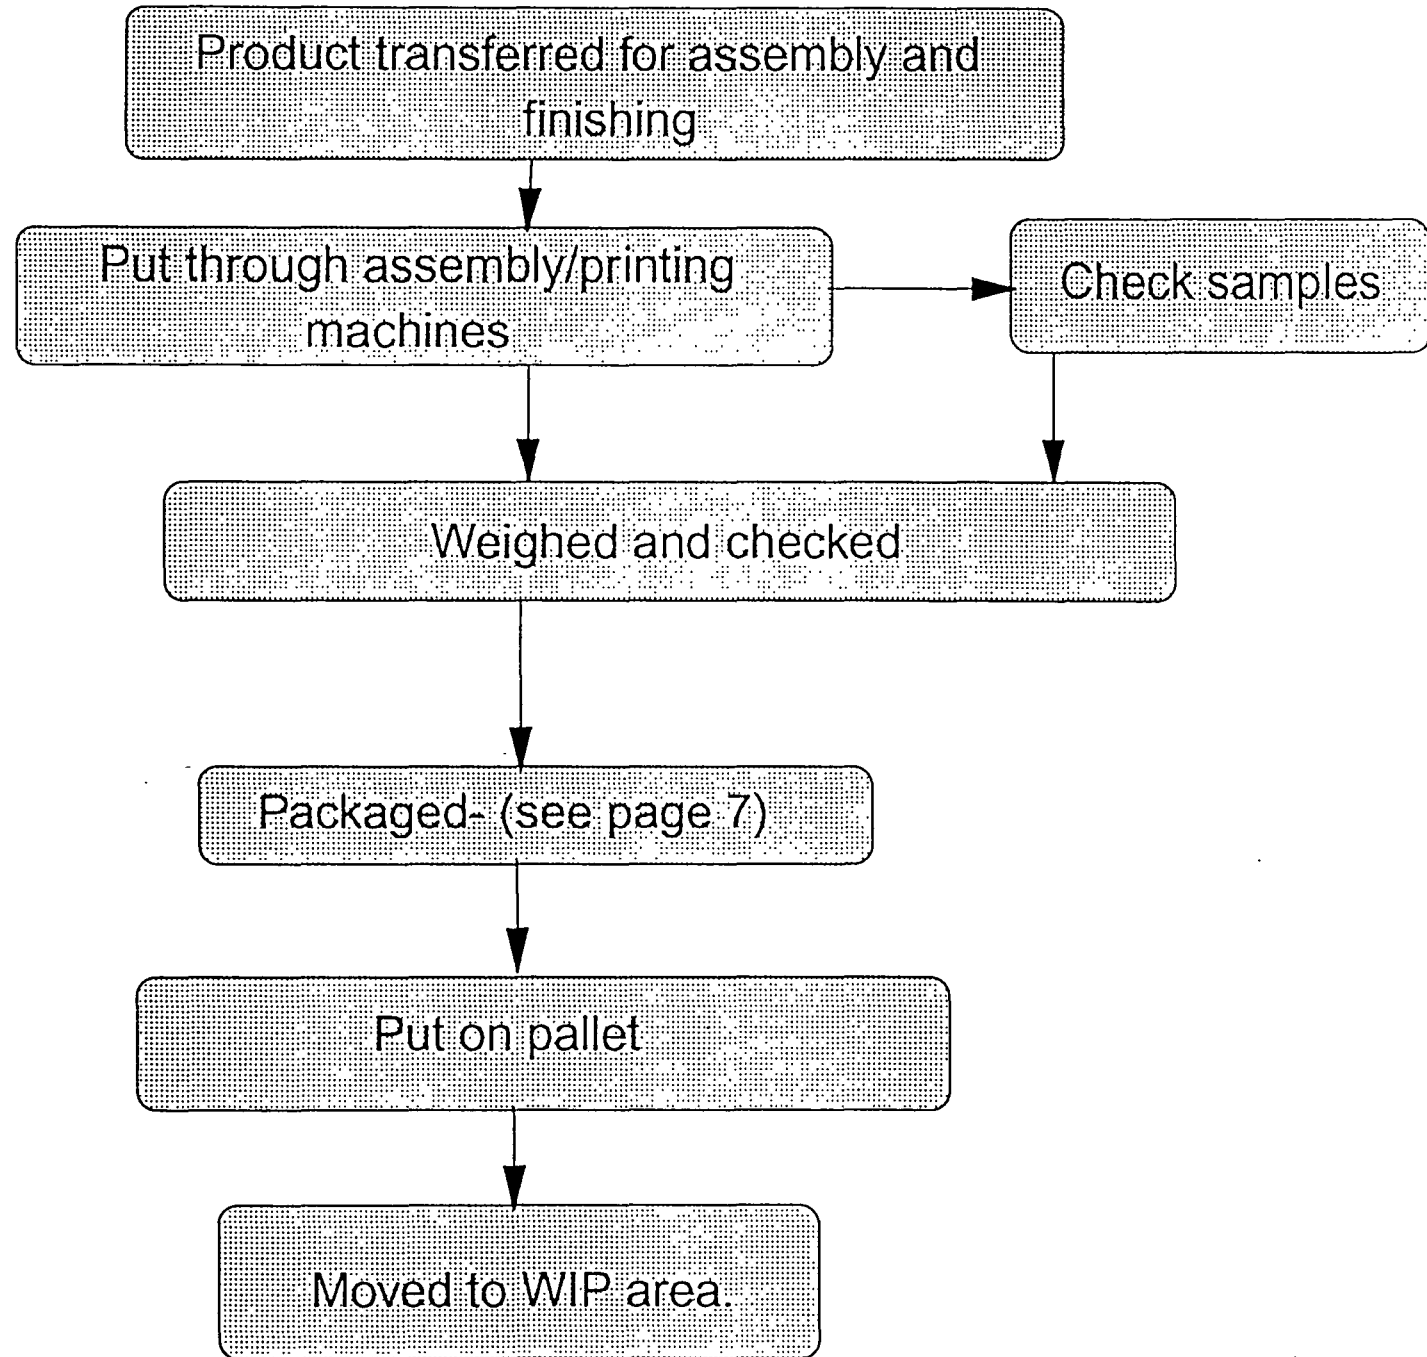 Product transferred for assembly and
finishing
Put through assembly/printing
machines
Check samples
Weighed and checked
Packaged- (see page 7)
Put on pallet
Moved to WIP area.